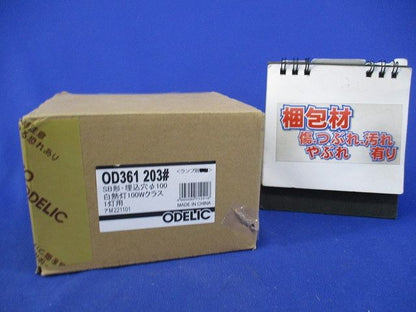 OD361 203#
SB形・埋込穴φ100
白熱灯100Wクラス
1灯用
MADE IN CHINA
ODELIC
ODELIC
梱包材
傷,つぶれ,汚れ
やぶれ 有り